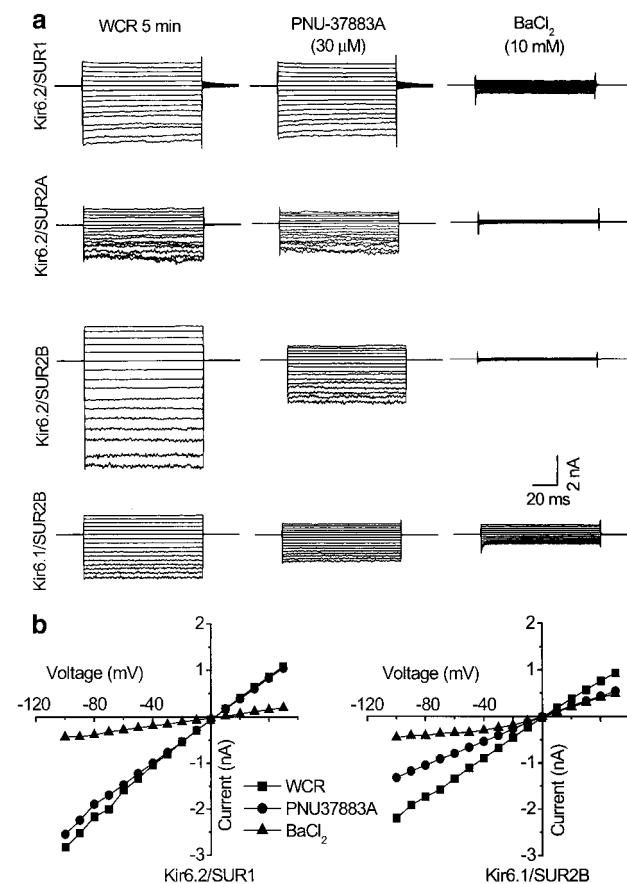 a
WCR 5 min
PNU-37883A
(30 μM)
BaCl2
(10 mM)
Kir6.2/SUR1
Kir6.2/SUR2A
Kir6.2/SUR2B
Kir6.1/SUR2B
2 nA
20 ms
b
2
Voltage (mV)
1
-120 -80 -40 0
-1
-2
-3
Current (nA)
WCR
PNU37883A
BaCl2
Kir6.2/SUR1
2
Voltage (mV)
1
-120 -80 -40 0
-1
-2
-3
Current (nA)
Kir6.1/SUR2B